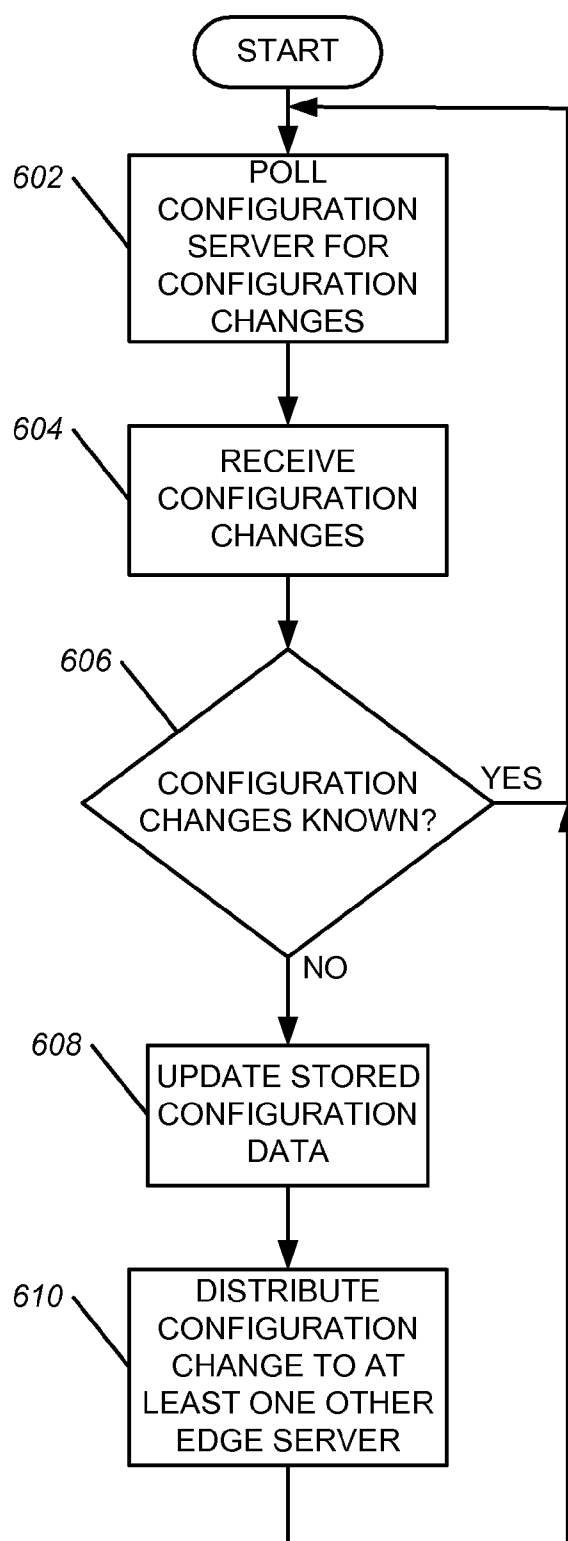 START
602
POLL
CONFIGURATION
SERVER FOR
CONFIGURATION
CHANGES
604
RECEIVE
CONFIGURATION
CHANGES
606
CONFIGURATION
CHANGES KNOWN?
YES
NO
608
UPDATE STORED
CONFIGURATION
DATA
610
DISTRIBUTE
CONFIGURATION
CHANGE TO AT
LEAST ONE OTHER
EDGE SERVER